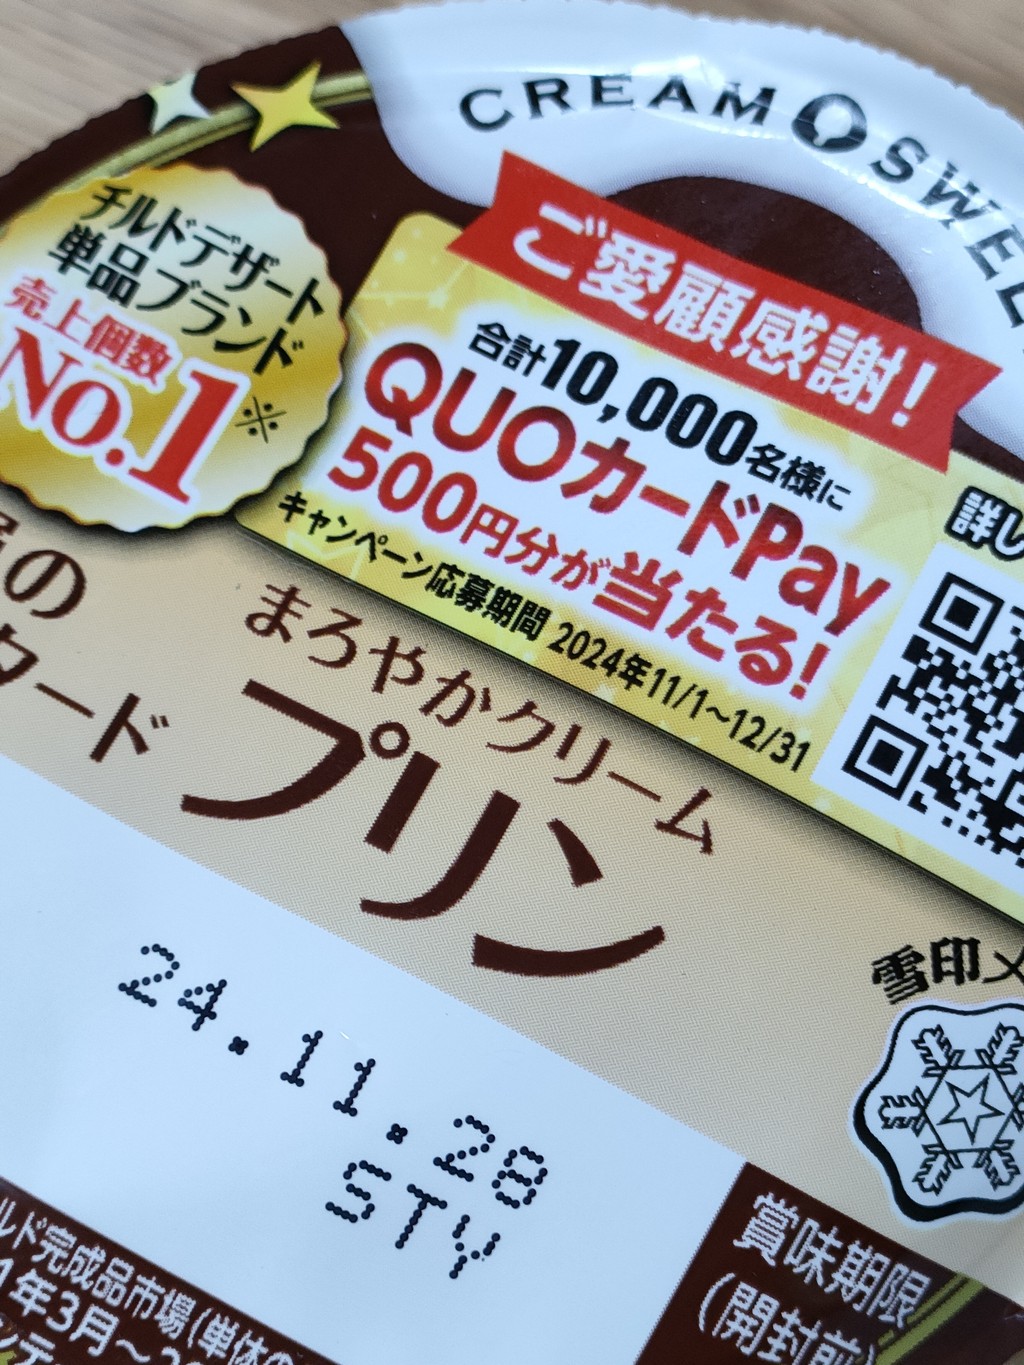 CREAM SWEE
チルドデザート
単品ブランド
売上個数
No.1※
ご愛顧感謝!
合計10,000名様に
QUOカードPay
500円分が当たる!
キャンペーン応募期間 2024年11/1〜12/31
詳し
の
タード
まろやかクリーム
プリン
雪印メ
24.11.28
STY
賞味期限
(開封前)
ルド完成品市場(単体の
年3月〜20